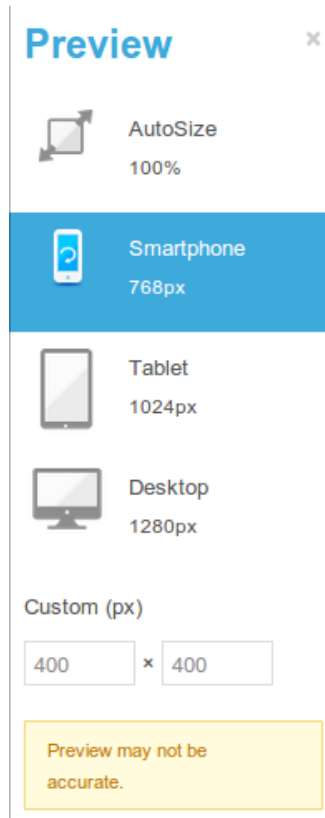 Preview ×
AutoSize
100%
Smartphone
768px
Tablet
1024px
Desktop
1280px
Custom (px)
400 × 400
Preview may not be
accurate.